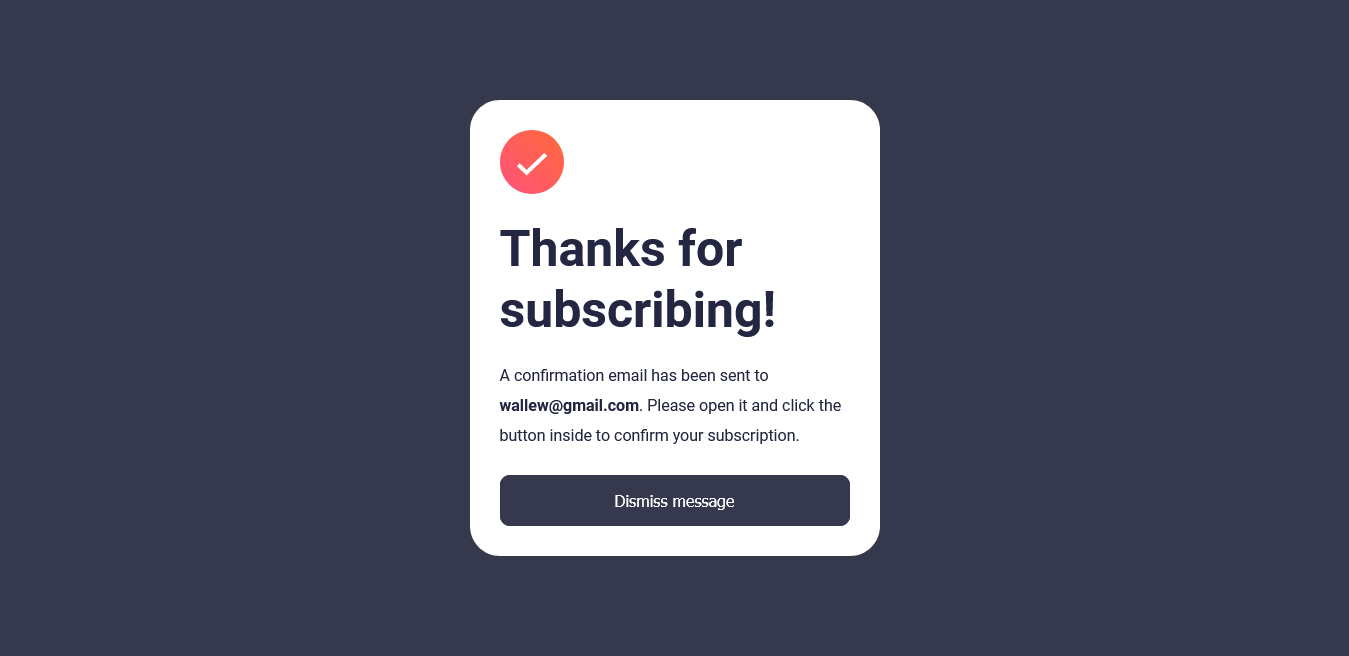 Thanks for
subscribing!
A confirmation email has been sent to
wallew@gmail.com. Please open it and click the
button inside to confirm your subscription.
Dismiss message